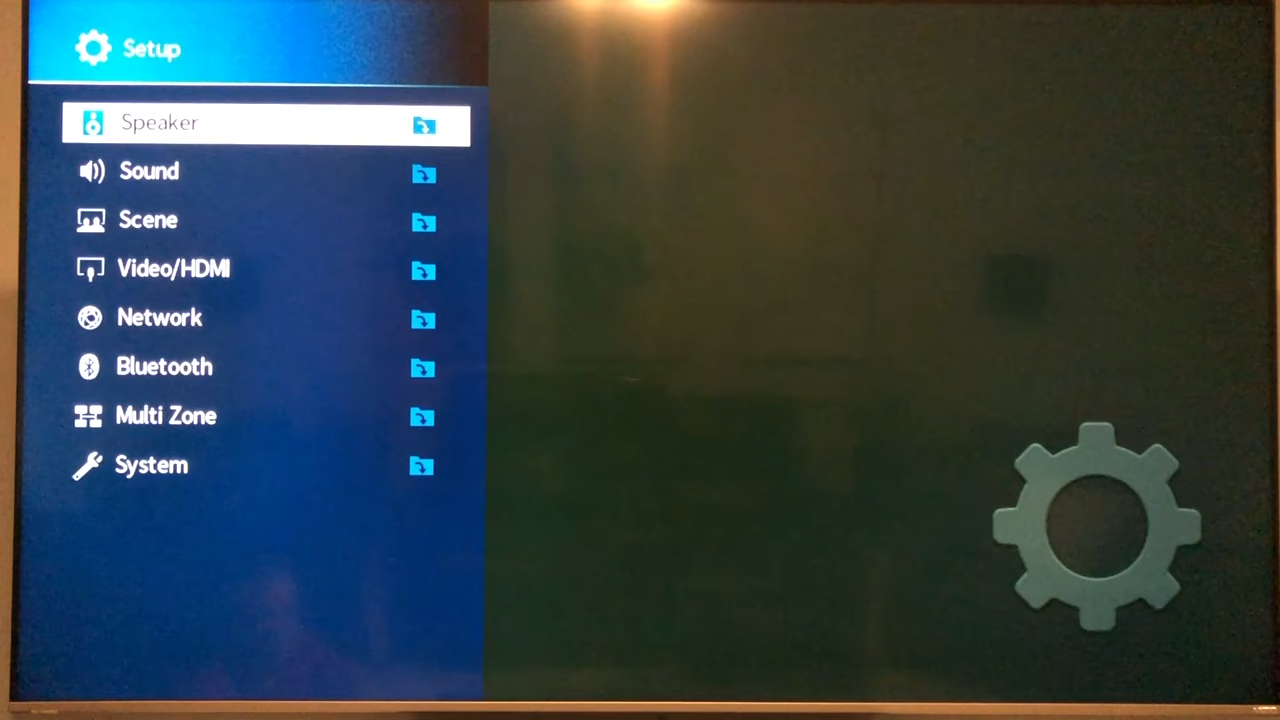 Setup
Speaker
Sound
Scene
Video/HDMI
Network
Bluetooth
Multi Zone
System